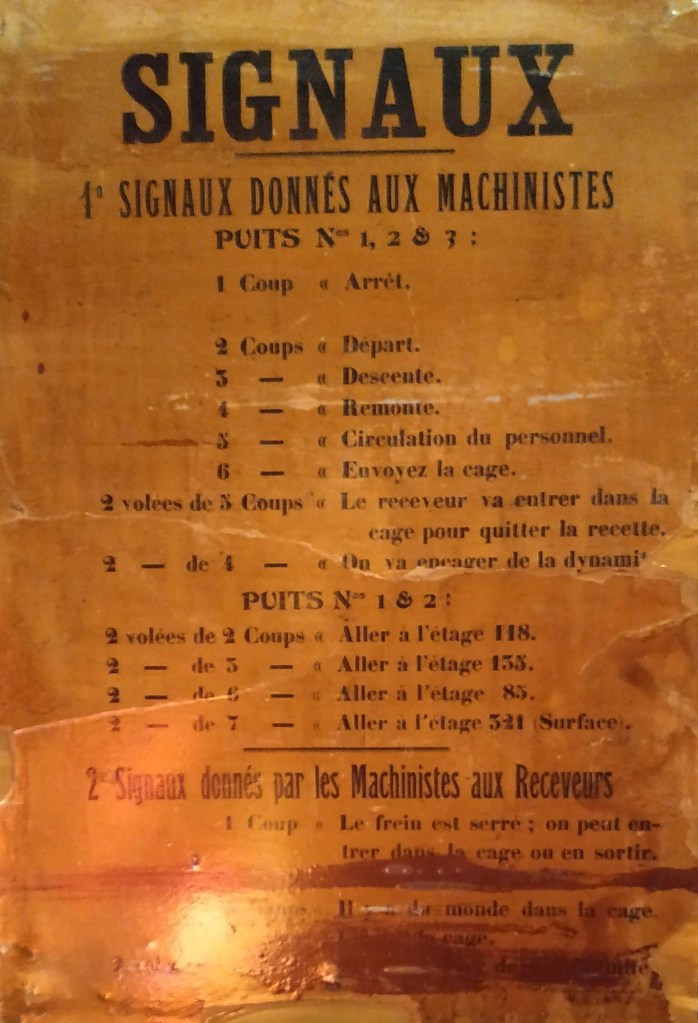 SIGNAUX
1º SIGNAUX DONNÉS AUX MACHINISTES
PUITS Nos 1, 2 & 3 :
1 Coup « Arrêt.
2 Coups « Départ.
3 — « Descente.
4 — « Remonte.
5 — « Circulation du personnel.
6 — « Envoyez la cage.
2 volées de 5 Coups « Le receveur va entrer dans la
cage pour quitter la recette.
2 — de 4 — « On va encager de la
PUITS Nos 1 & 2 :
2 volées de 2 Coups « Aller à l'étage 118.
2 — de 3 — « Aller à l'étage 135.
2 — de 6 — « Aller à l'étage 85.
2 — de 7 — « Aller à l'étage 321 (Surface).
2º Signaux donnés par les Machinistes aux Receveurs
1 Coup « Le frein est serré ; on peut en-
trer dans la cage ou en sortir.
Il du monde dans la cage.
cage.